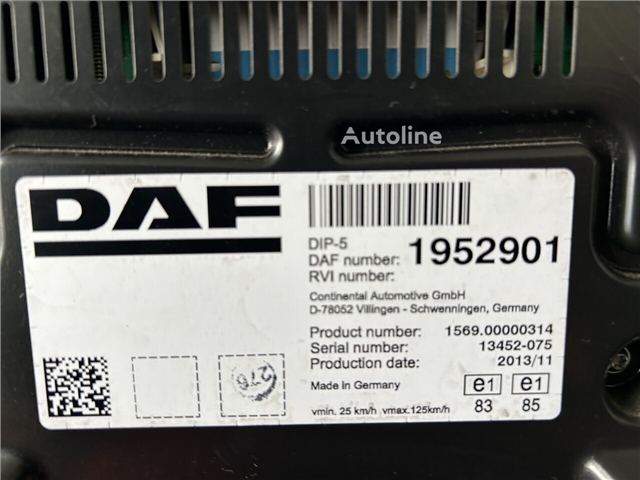 Autoline
DAF
DIP-5
DAF number: 1952901
RVI number:
Continental Automotive GmbH
D-78052 Villingen - Schwenningen, Germany
Product number: 1569.00000314
Serial number: 13452-075
Production date: 2013/11
Made in Germany e1 e1
83 85
vmin. 25 km/h vmax.125km/h
276